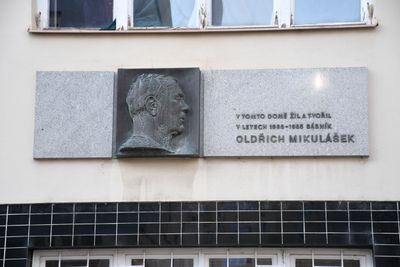 V TOMTO DOMĚ ŽIL A TVOŘIL
V LETECH BÁSNÍK
OLDŘICH MIKULÁŠEK